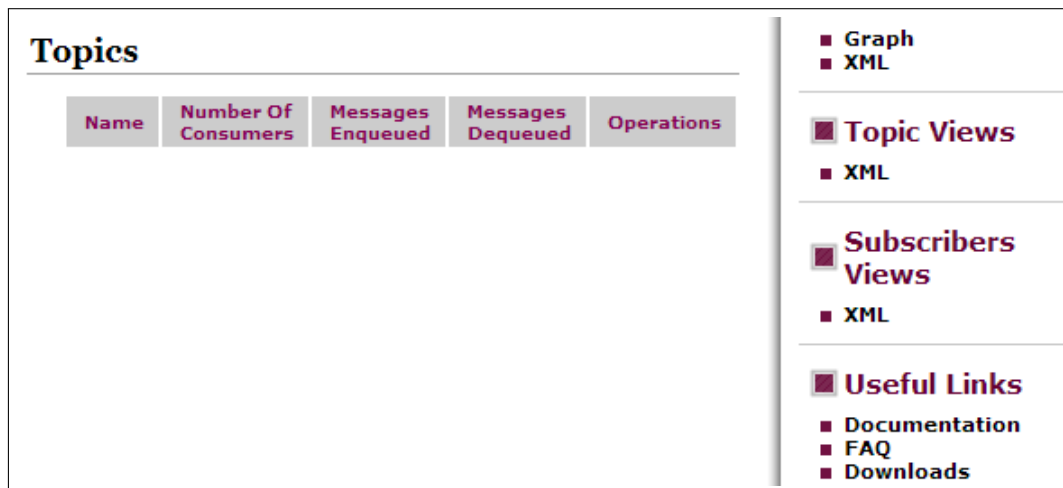 Topics
Name
Number Of
Consumers
Messages
Enqueued
Messages
Dequeued
Operations
Graph
XML
Topic Views
XML
Subscribers
Views
XML
Useful Links
Documentation
FAQ
Downloads